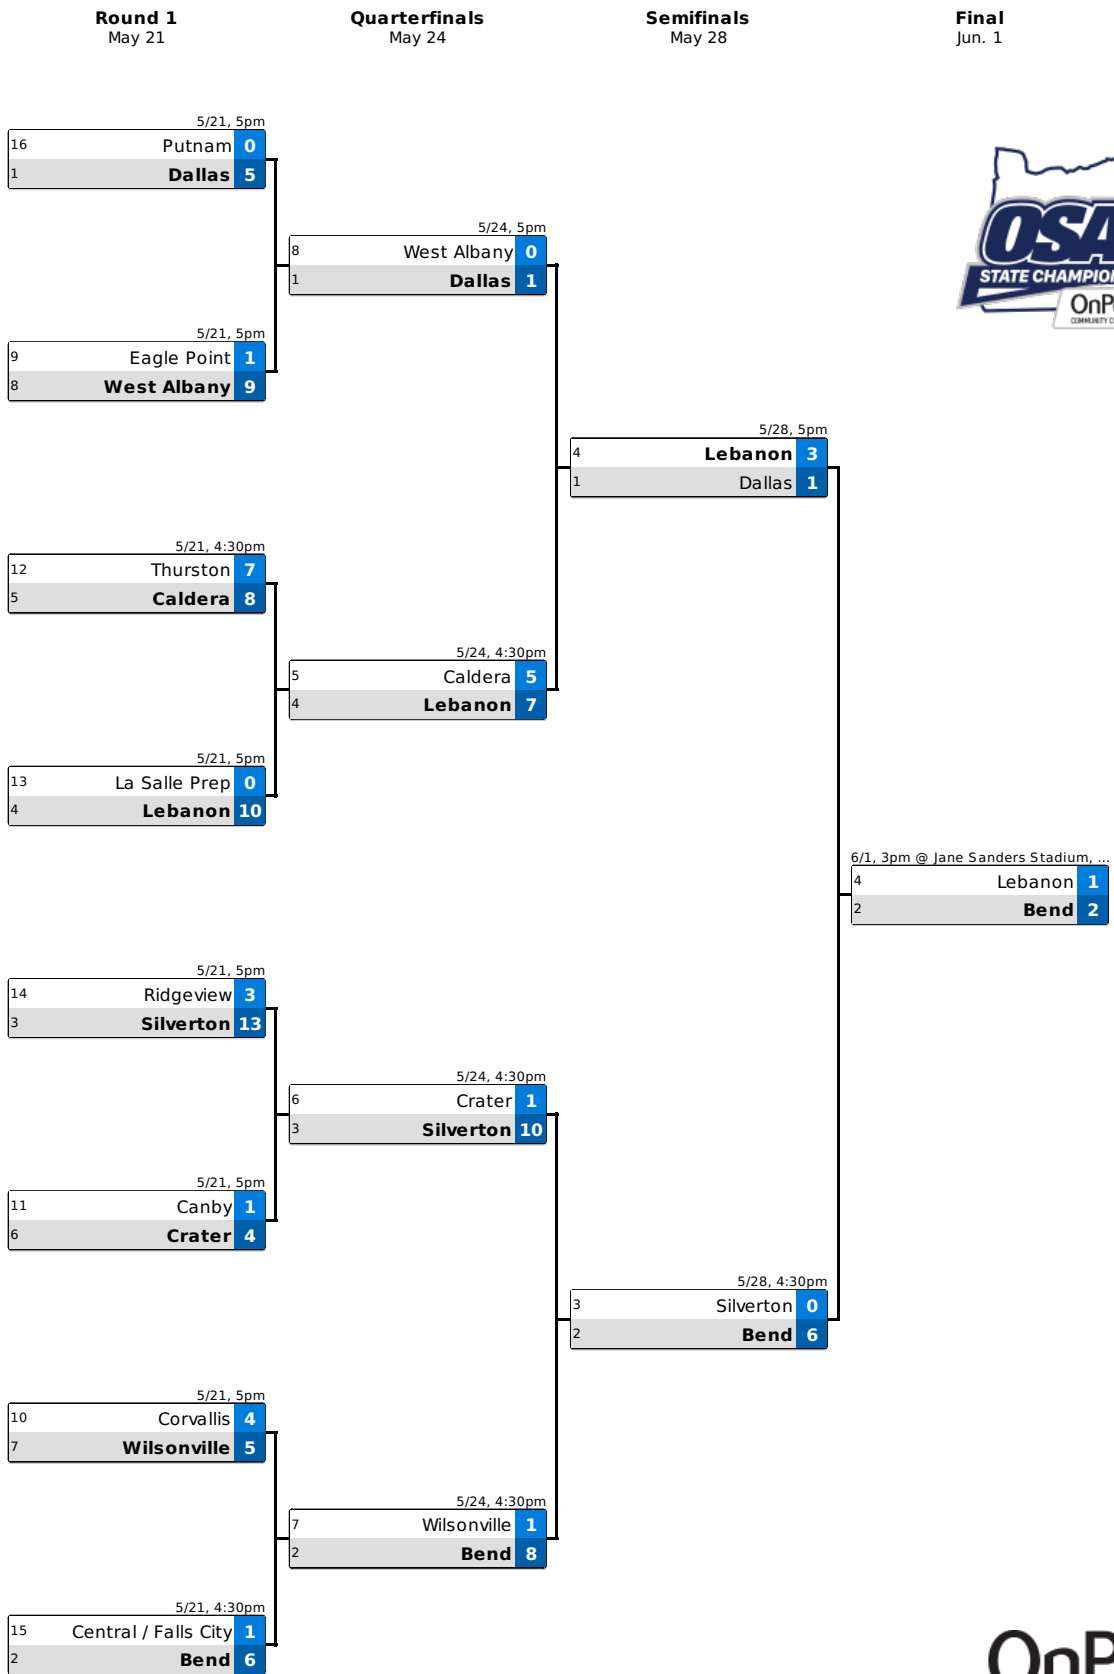 Round 1
May 21
Quarterfinals
May 24
Semifinals
May 28
Final
Jun. 1
5/21, 5pm
16 Putnam 0
1 Dallas 5
5/24, 5pm
8 West Albany 0
1 Dallas 1
STATE
5/21, 5pm
9 Eagle Point 1
8 West Albany 9
5/28, 5pm
4 Lebanon 3
1 Dallas 1
5/21, 4:30pm
12 Thurston 7
5 Caldera 8
5/24, 4:30pm
5 Caldera 5
4 Lebanon 7
5/21, 5pm
13 La Salle Prep 0
4 Lebanon 10
6/1, 3pm @ Jane Sanders Stadium, ...
4 Lebanon 1
2 Bend 2
5/21, 5pm
14 Ridgeview 3
3 Silverton 13
5/24, 4:30pm
6 Crater 1
3 Silverton 10
5/21, 5pm
11 Canby 1
6 Crater 4
5/28, 4:30pm
3 Silverton 0
2 Bend 6
5/21, 5pm
10 Corvallis 4
7 Wilsonville 5
5/24, 4:30pm
7 Wilsonville 1
2 Bend 8
5/21, 4:30pm
15 Central / Falls City 1
2 Bend 6